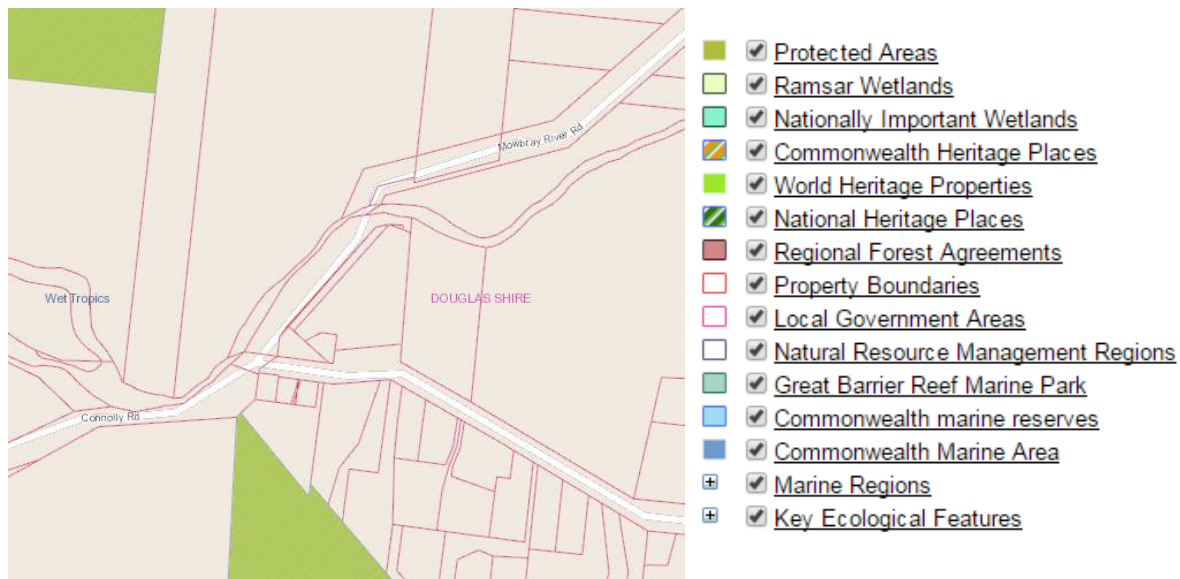 Mowbray River Rd
Wet Tropics
DOUGLAS SHIRE
Connolly Rd
Protected Areas
Ramsar Wetlands
Nationally Important Wetlands
Commonwealth Heritage Places
World Heritage Properties
National Heritage Places
Regional Forest Agreements
Property Boundaries
Local Government Areas
Natural Resource Management Regions
Great Barrier Reef Marine Park
Commonwealth marine reserves
Commonwealth Marine Area
Marine Regions
Key Ecological Features